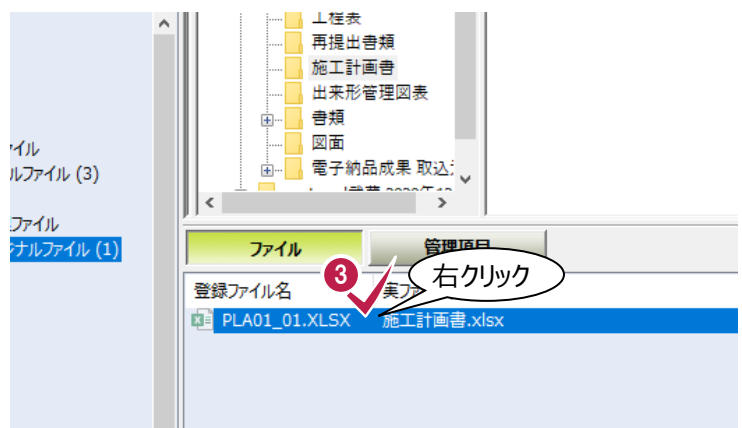 工程表
再提出書類
施工計画書
出来形管理図表
書類
図面
電子納品成果 取込
ァイル
ルファイル (3)
ファイル
ジナルファイル (1)
ファイル
管理項目
3
右クリック
登録ファイル名
実フ
PLA01_01.XLSX
施工計画書.xlsx